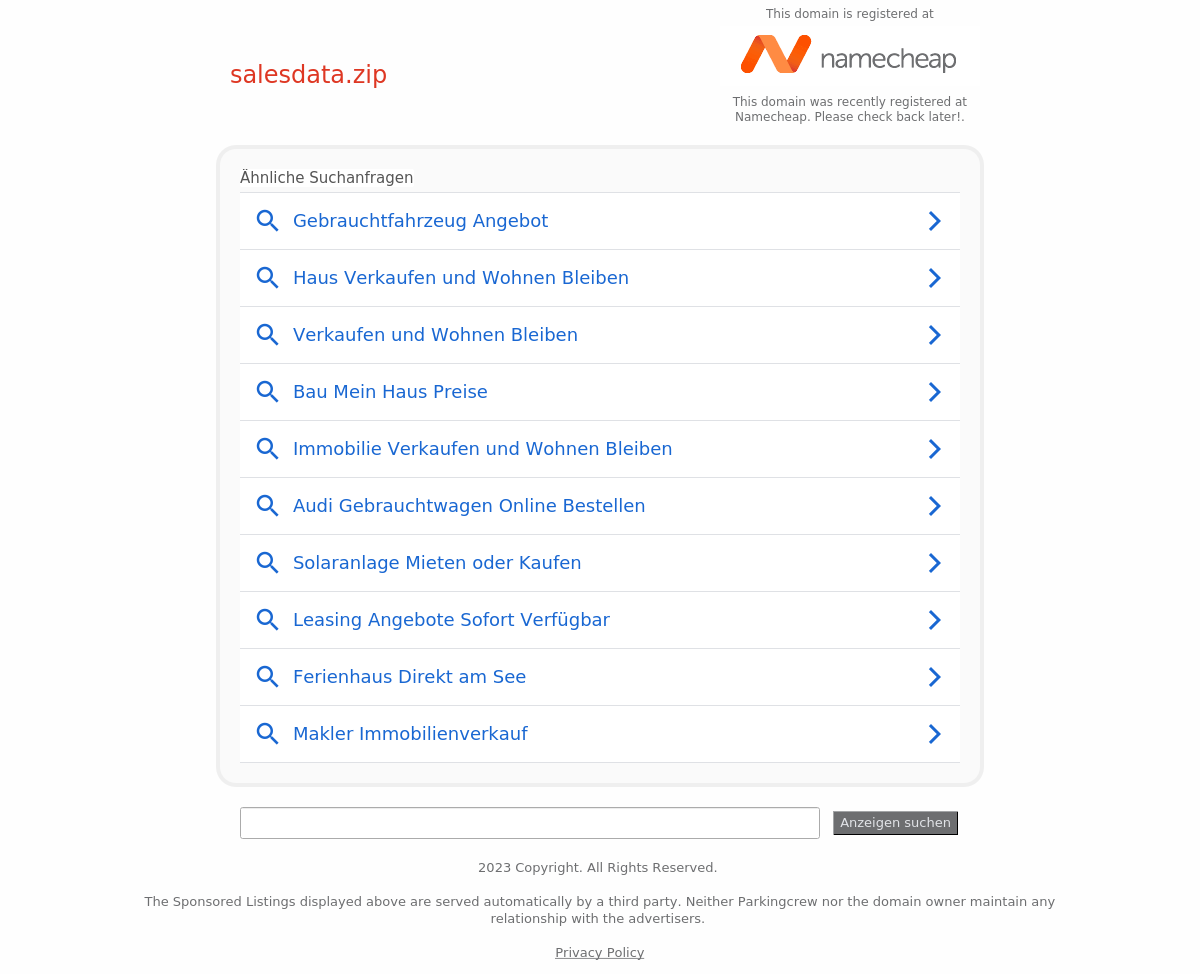 This domain is registered at
namecheap
salesdata.zip
This domain was recently registered at
Namecheap. Please check back later!.
Ähnliche Suchanfragen
Gebrauchtfahrzeug Angebot
Haus Verkaufen und Wohnen Bleiben
Verkaufen und Wohnen Bleiben
Bau Mein Haus Preise
Immobilie Verkaufen und Wohnen Bleiben
Audi Gebrauchtwagen Online Bestellen
Solaranlage Mieten oder Kaufen
Leasing Angebote Sofort Verfügbar
Ferienhaus Direkt am See
Makler Immobilienverkauf
Anzeigen suchen
2023 Copyright. All Rights Reserved.
The Sponsored Listings displayed above are served automatically by a third party. Neither Parkingcrew nor the domain owner maintain any
relationship with the advertisers.
Privacy Policy